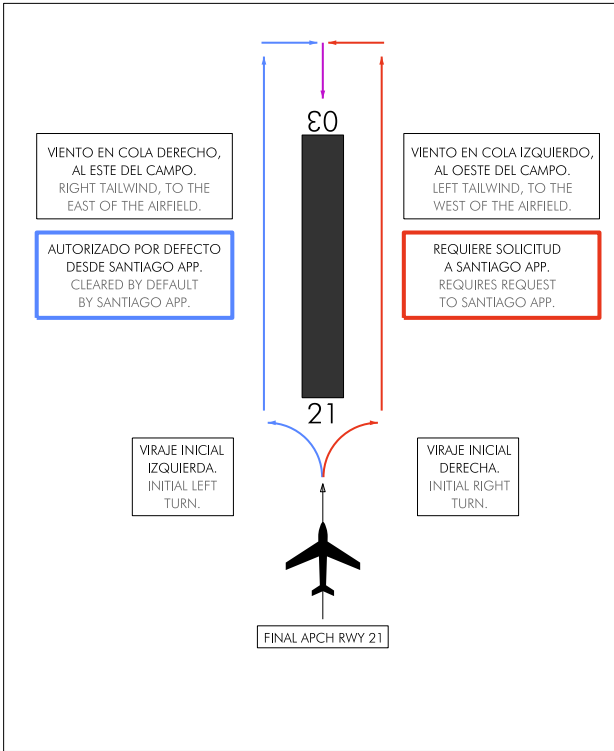 03
VIENTO EN COLA DERECHO,
AL ESTE DEL CAMPO.
RIGHT TAILWIND, TO THE
EAST OF THE AIRFIELD.
VIENTO EN COLA IZQUIERDO,
AL OESTE DEL CAMPO.
LEFT TAILWIND, TO THE
WEST OF THE AIRFIELD.
AUTORIZADO POR DEFECTO
DESDE SANTIAGO APP.
CLEARED BY DEFAULT
BY SANTIAGO APP.
REQUIERE SOLICITUD
A SANTIAGO APP.
REQUIRES REQUEST
TO SANTIAGO APP.
21
VIRAJE INICIAL
IZQUIERDA.
INITIAL LEFT
TURN.
VIRAJE INICIAL
DERECHA.
INITIAL RIGHT
TURN.
FINAL APCH RWY 21